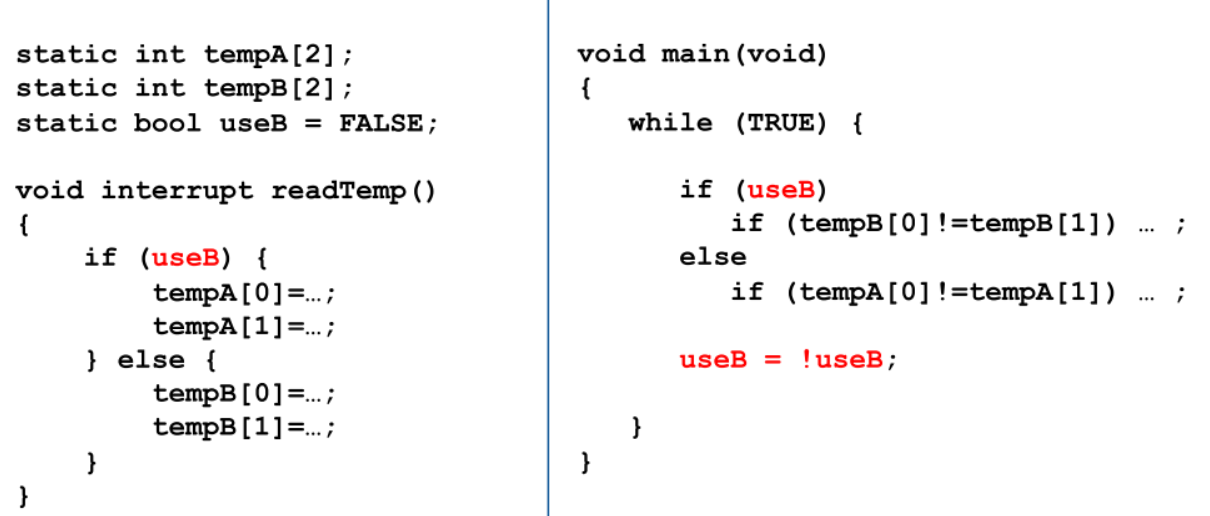 static int tempA[2];
static int tempB[2];
static bool useB = FALSE;
void interrupt readTemp()
{
if (useB) {
tempA[0]=…;
tempA[1]=…;
} else {
tempB[0]=…;
tempB[1]=…;
}
}
void main(void)
{
while (TRUE) {
if (useB)
if (tempB[0]!=tempB[1]) … ;
else
if (tempA[0]!=tempA[1]) … ;
useB = !useB;
}
}